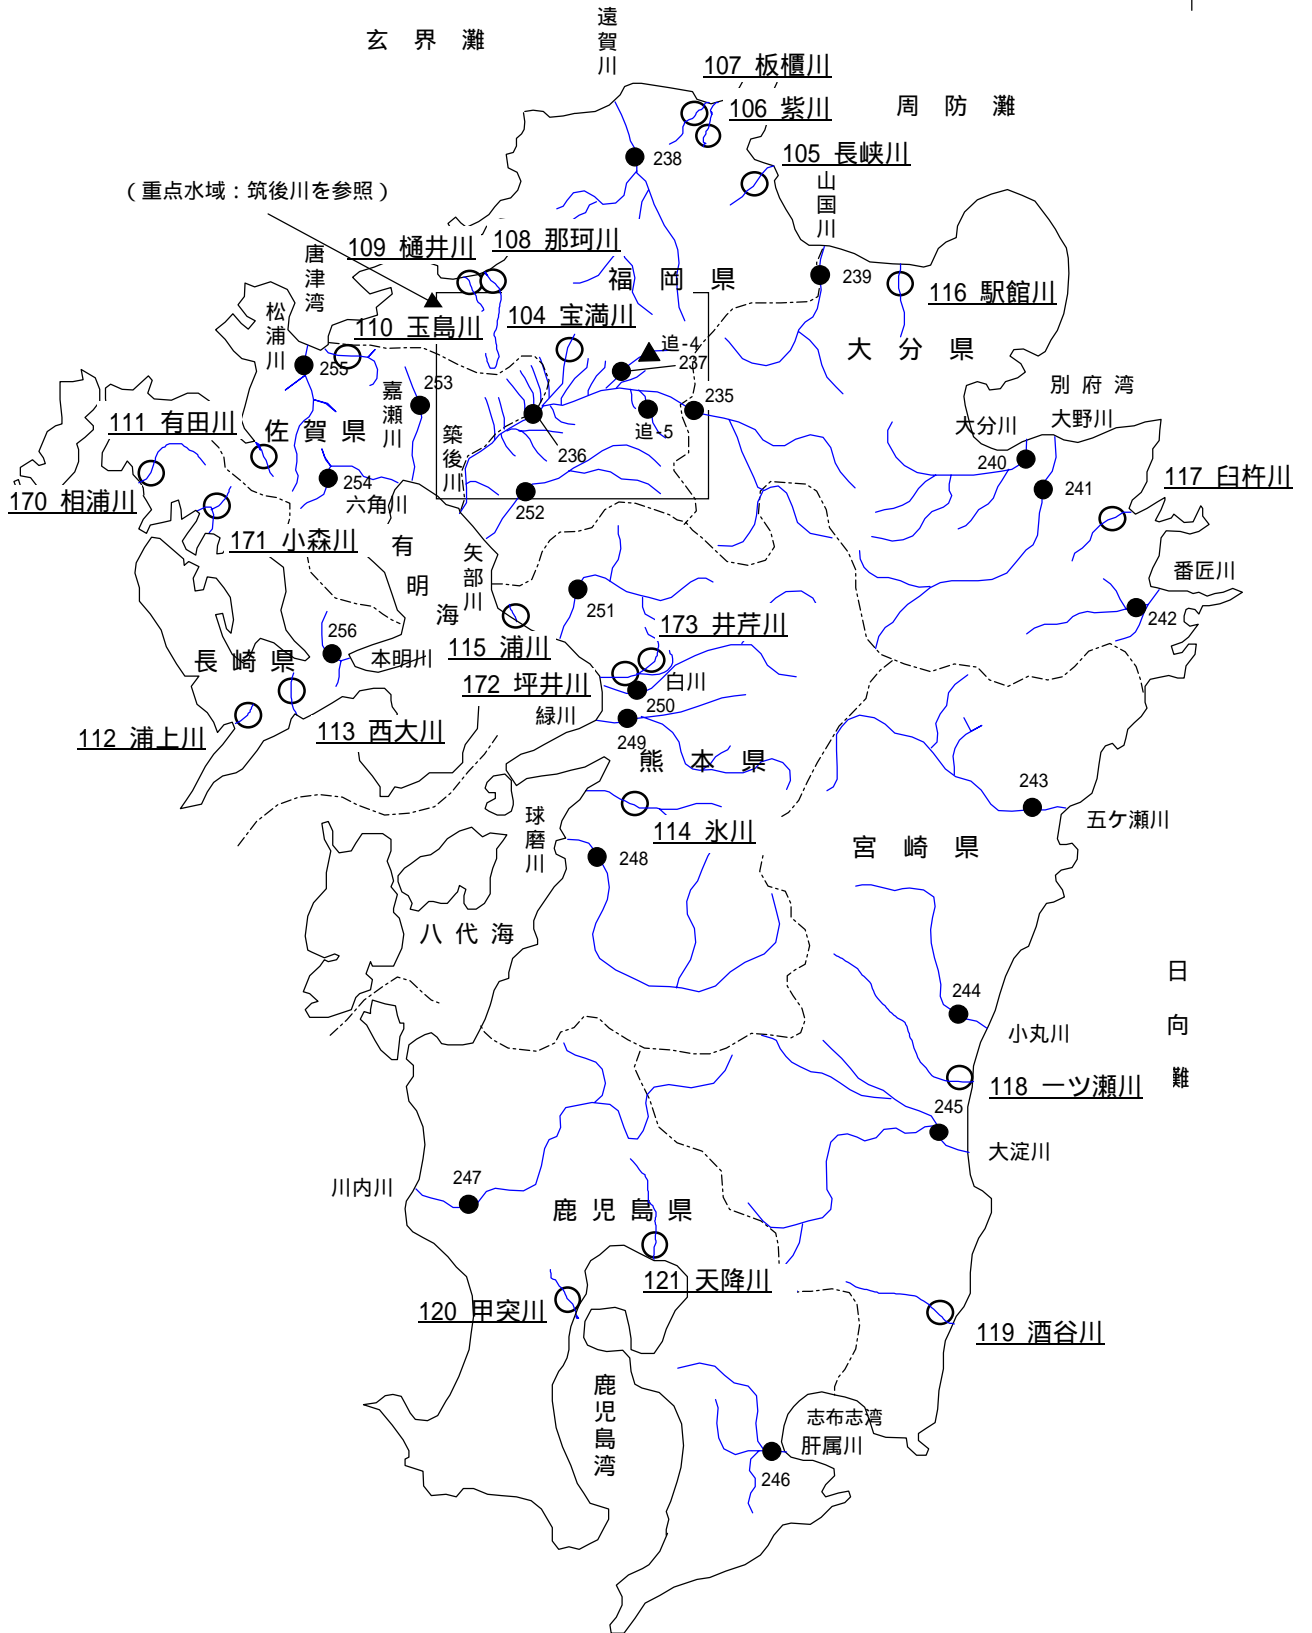 玄界灘
遠賀川
107 板櫃川
106 紫川
周防灘
238
105 長峡川
(重点水域：筑後川を参照)
山国川
唐津湾
109 樋井川
108 那珂川
福岡県
239
116 駅館川
松浦川
110 玉島川
104 宝満川
追-4
大分県
255
237
嘉瀬川
253
235
別府湾
111 有田川
佐賀県
築後川
追-5
大分川
大野川
236
240
254
170 相浦川
六角川
252
241
117 臼杵川
171 小森川
有明海
矢部川
番匠川
251
242
256
173 井芹川
長崎県
本明川
115 浦川
172 坪井川
白川
250
緑川
112 浦上川
113 西大川
249
熊本県
243
球磨川
五ケ瀬川
114 氷川
宮崎県
248
八代海
日向難
244
小丸川
118 一ツ瀬川
245
大淀川
247
川内川
鹿児島県
121 天降川
120 甲突川
119 酒谷川
鹿児島湾
志布志湾
肝属川
246